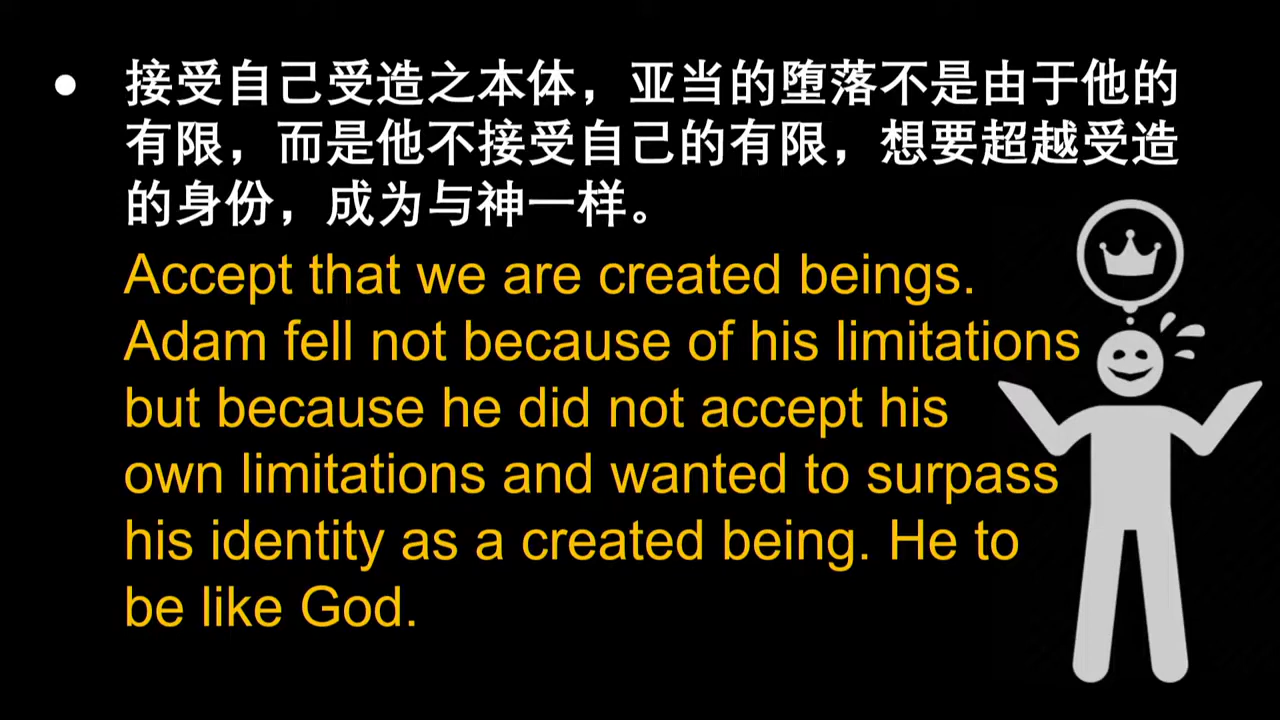 ● 接受自己受造之本体，亚当的堕落不是由于他的
有限，而是他不接受自己的有限，想要超越受造
的身份，成为与神一样。
Accept that we are created beings.
Adam fell not because of his limitations
but because he did not accept his
own limitations and wanted to surpass
his identity as a created being. He to
be like God.